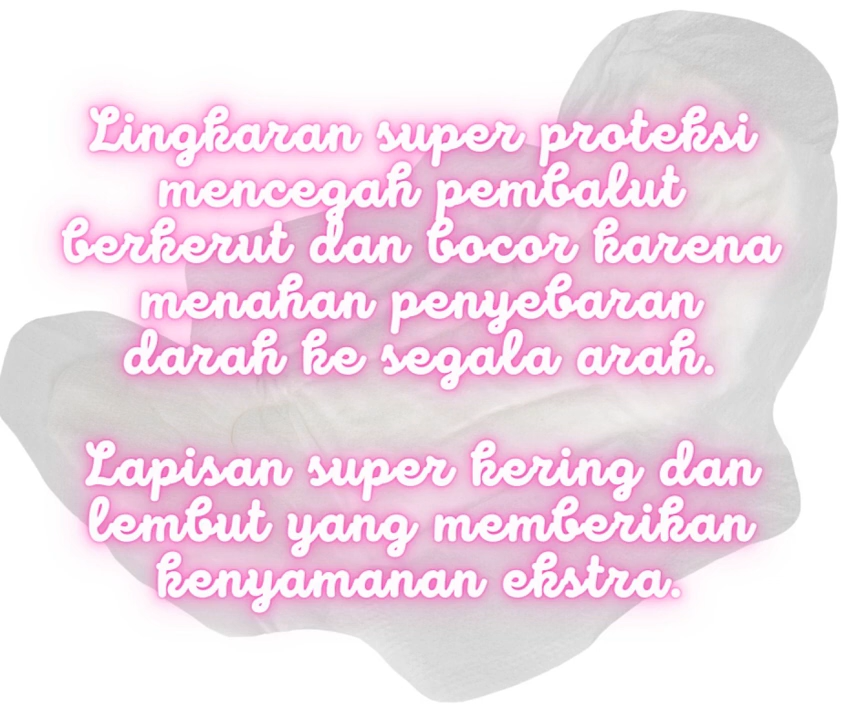 Lingkaran super proteksi
mencegah pembalut
berkerut dan bocor karena
menahan penyebaran
darah ke segala arah.
Lapisan super kering dan
lembut yang memberikan
kenyamanan ekstra.